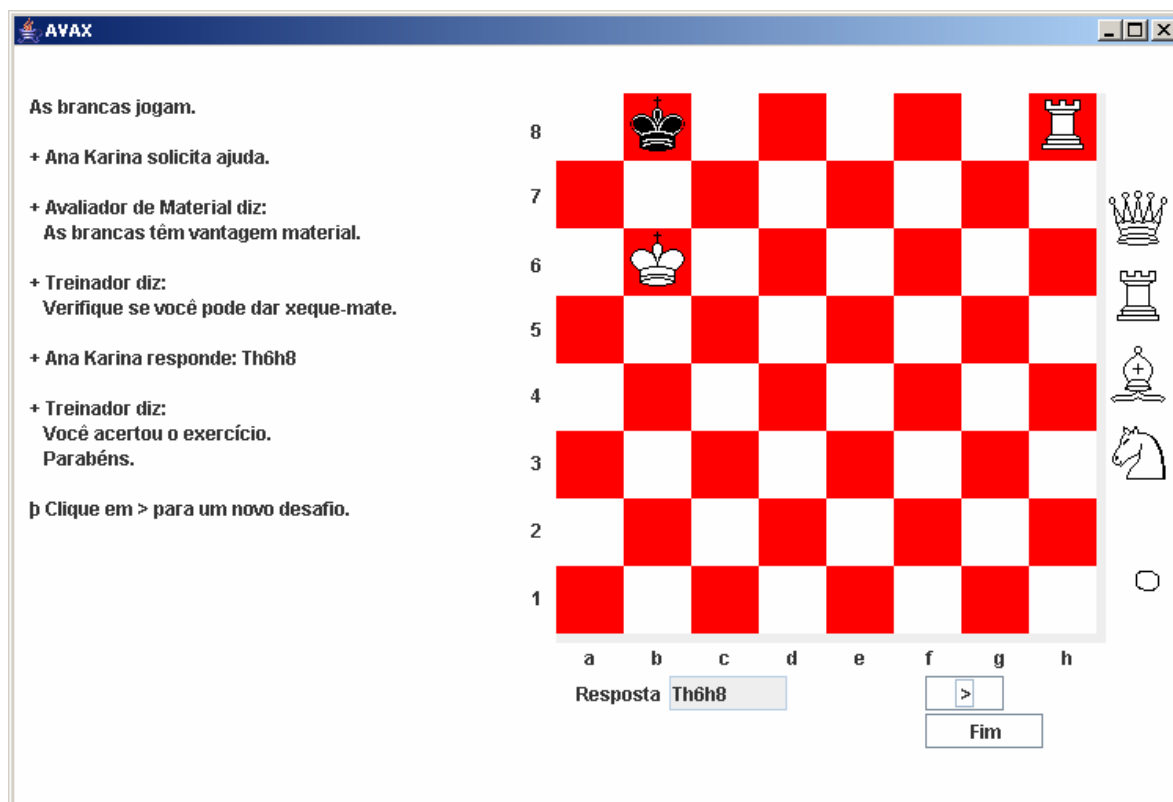 AVAX
As brancas jogam.
+ Ana Karina solicita ajuda.
+ Avaliador de Material diz:
As brancas têm vantagem material.
+ Treinador diz:
Verifique se você pode dar xeque-mate.
+ Ana Karina responde: Th6h8
+ Treinador diz:
Você acertou o exercício.
Parabéns.
þ Clique em > para um novo desafio.
8
7
6
5
4
3
2
1
a b c d e f g h
Resposta Th6h8 >
Fim